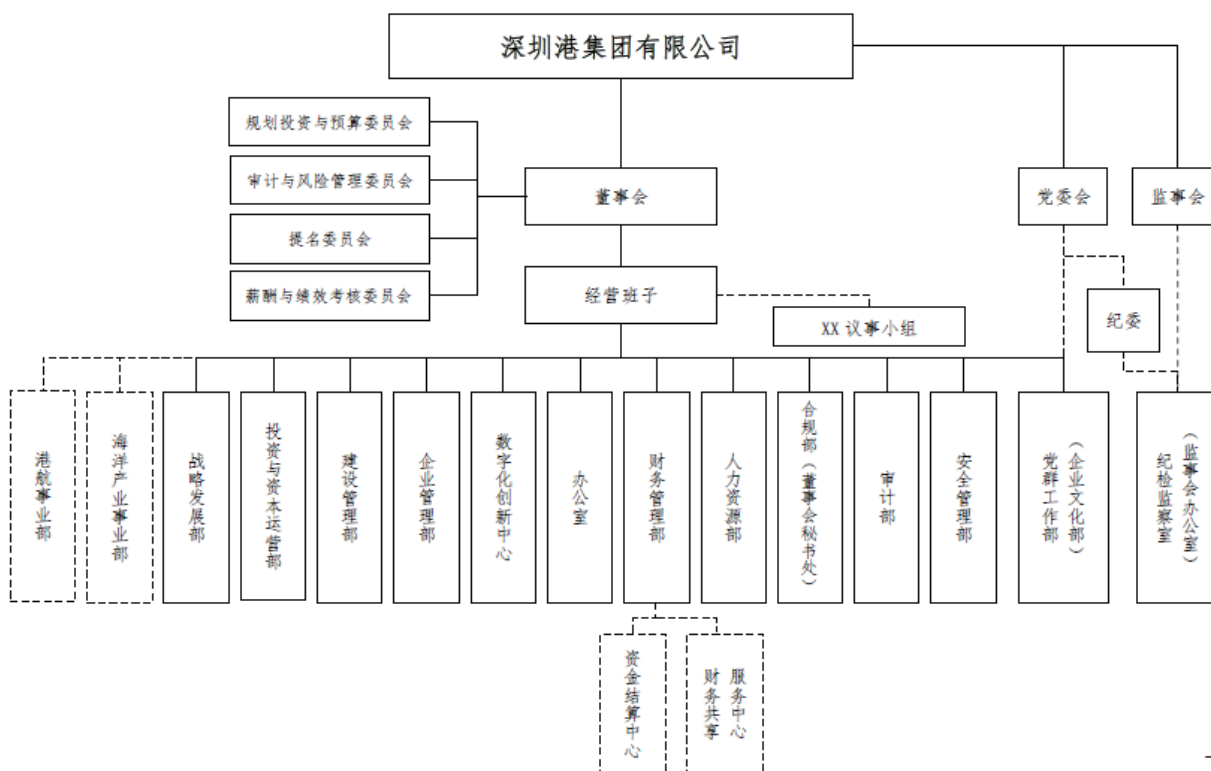 深圳港集团有限公司
规划投资与预算委员会
审计与风险管理委员会
提名委员会
薪酬与绩效考核委员会
董事会
党委会
监事会
经营班子
XX 议事小组
纪委
港航事业部
海洋产业事业部
战略发展部
投资与资本运营部
建设管理部
企业管理部
数字化创新中心
办公室
财务管理部
人力资源部
合规部（董事会秘书处）
审计部
安全管理部
党群工作部
（企业文化部）
纪检监察室
（监事会办公室）
资金结算中心
财务共享
服务中心